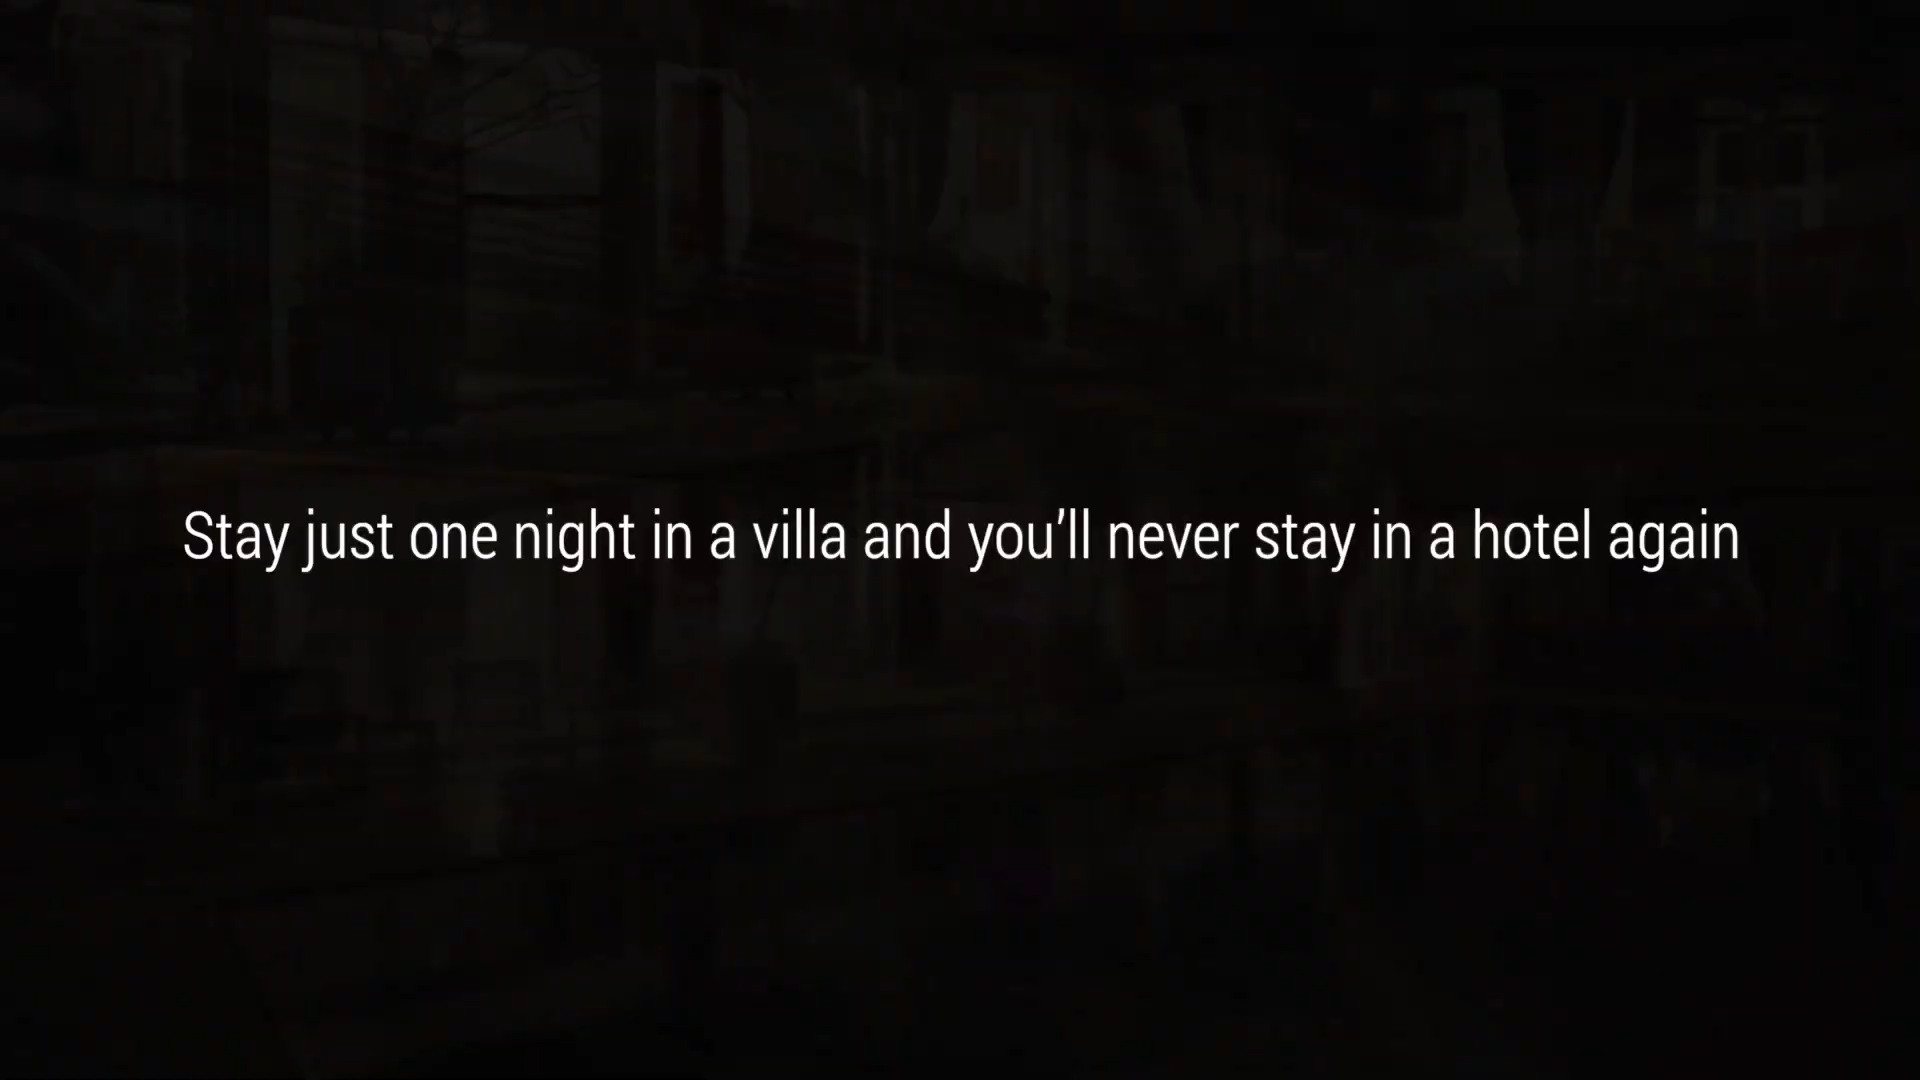 Stay just one night in a villa and you’ll never stay in a hotel again